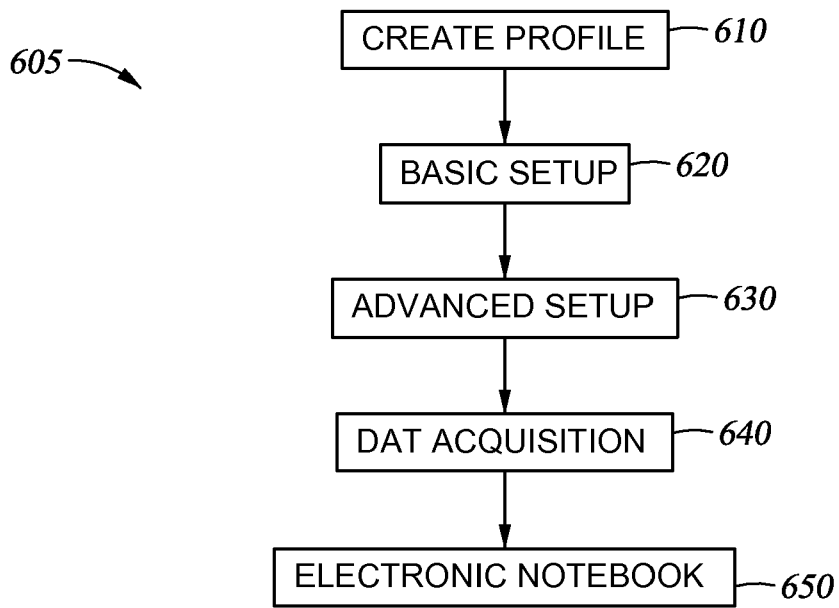 CREATE PROFILE 610
605
BASIC SETUP 620
ADVANCED SETUP 630
DAT ACQUISITION 640
ELECTRONIC NOTEBOOK 650